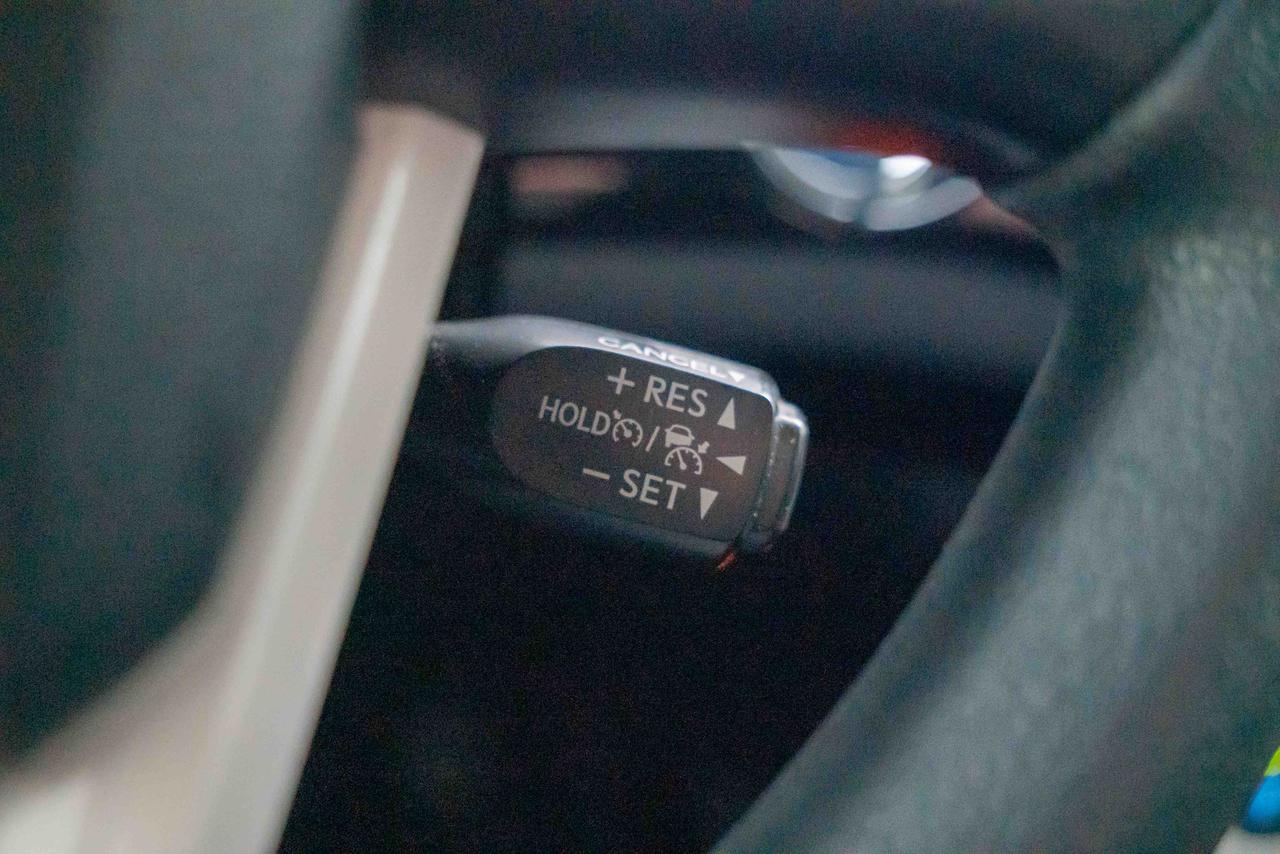 CANCEL▼
+ RES ▲
HOLD / ◀
− SET ▼